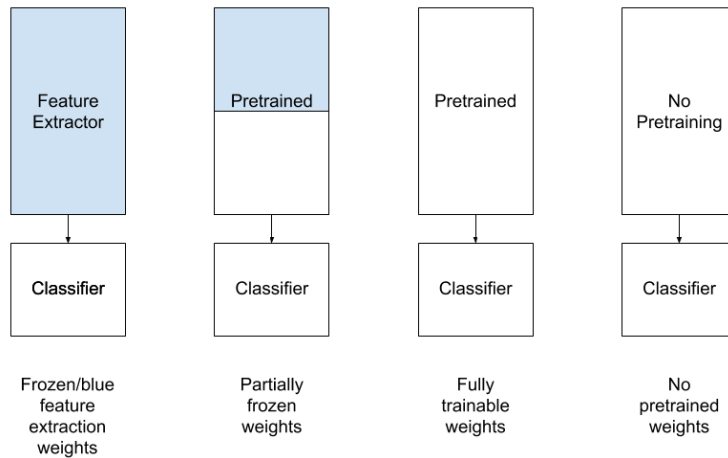 Feature
Extractor
Pretrained
Pretrained
No
Pretraining
Classifier
Classifier
Classifier
Classifier
Frozen/blue
feature
extraction
weights
Partially
frozen
weights
Fully
trainable
weights
No
pretrained
weights